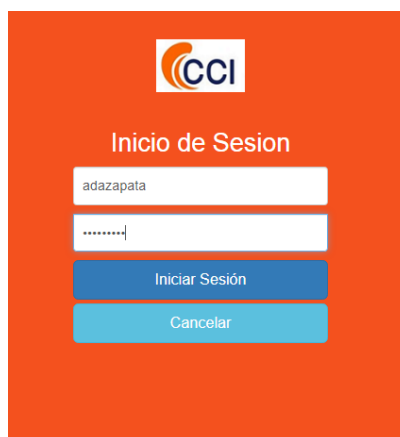 CCI
Inicio de Sesion
adazapata
•••••••••
Iniciar Sesión
Cancelar